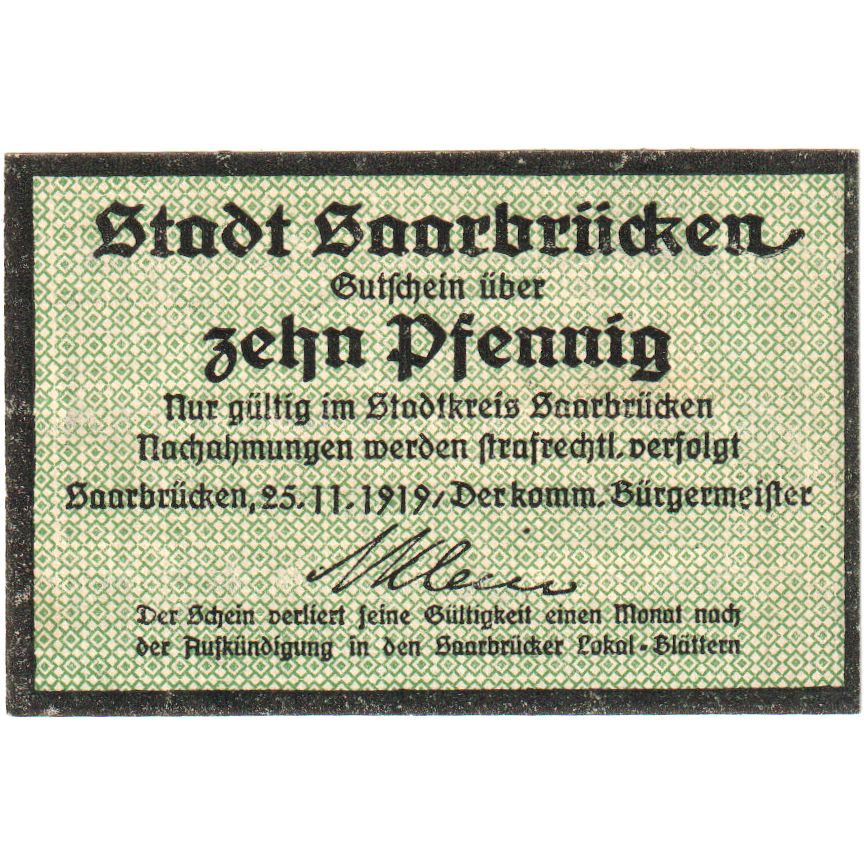 Stadt Saarbrücken
Gutschein über
zehn Pfennig
Nur gültig im Stadtkreis Saarbrücken
Nachahmungen werden strafrechtl. verfolgt
Saarbrücken, 25.11.1919/Der komm. Bürgermeister
Klein
Der Schein verliert seine Gültigkeit einen Monat nach
der Aufkündigung in den Saarbrücker Lokal-Blättern